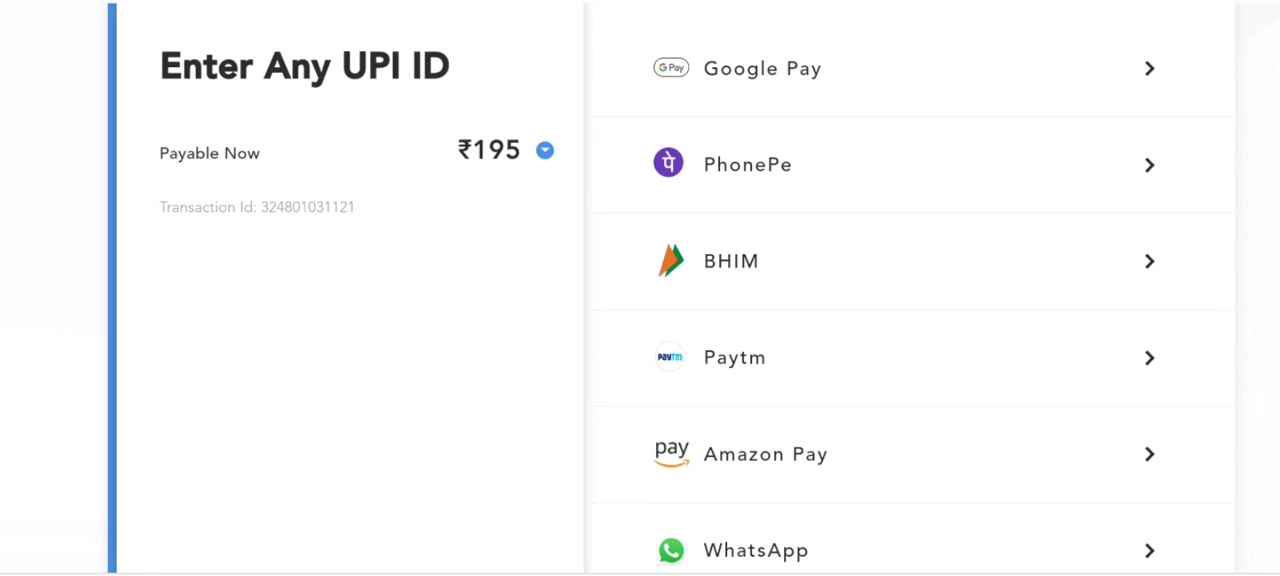 Enter Any UPI ID
Payable Now ₹195
Transaction Id: 324801031121
G Pay Google Pay
पे PhonePe
BHIM
paytm Paytm
pay Amazon Pay
WhatsApp